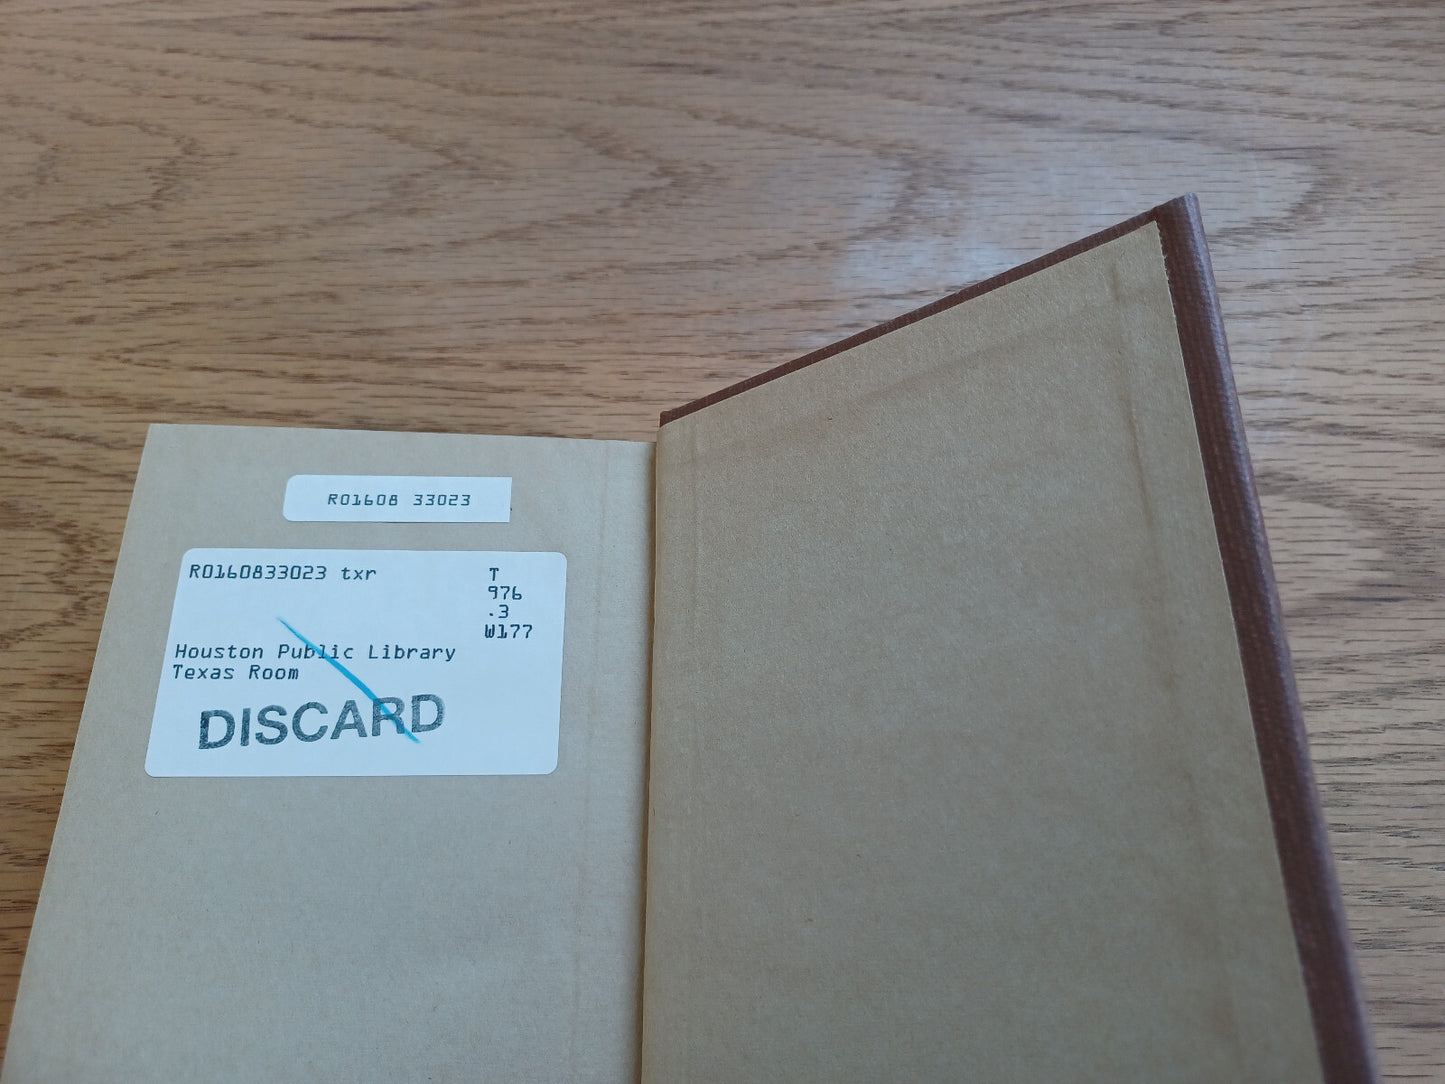 R01608 33023
R0160833023 txr
T
976
.3
W177
Houston Public Library
Texas Room
DISCARD